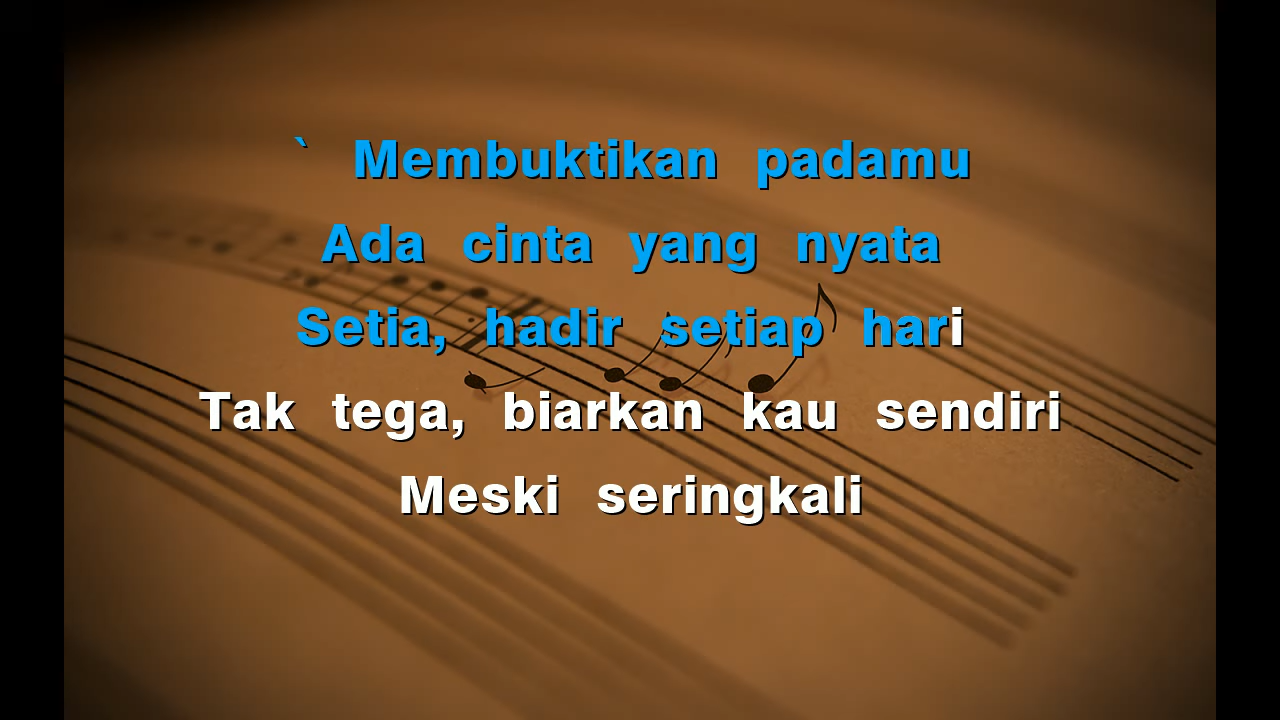 ` Membuktikan padamu
Ada cinta yang nyata
Setia, hadir setiap hari
Tak tega, biarkan kau sendiri
Meski seringkali